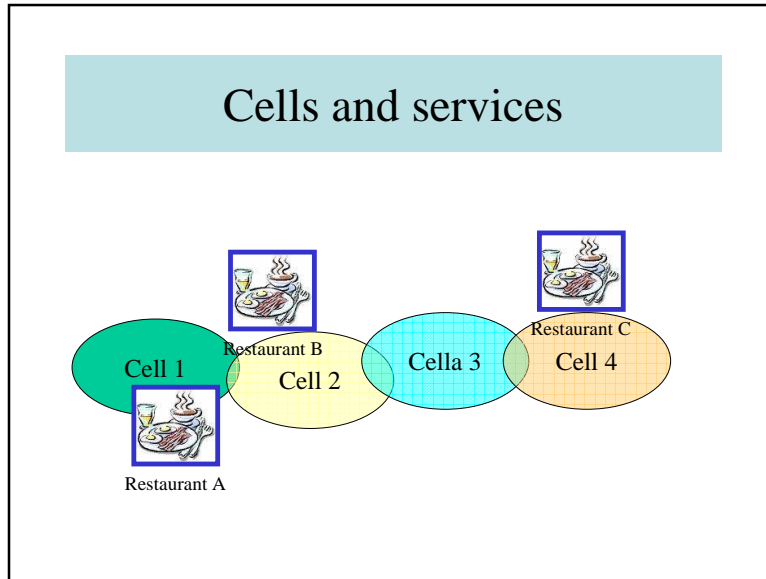 Cells and services
Restaurant B
Restaurant C
Cell 1
Cell 2
Cella 3
Cell 4
Restaurant A